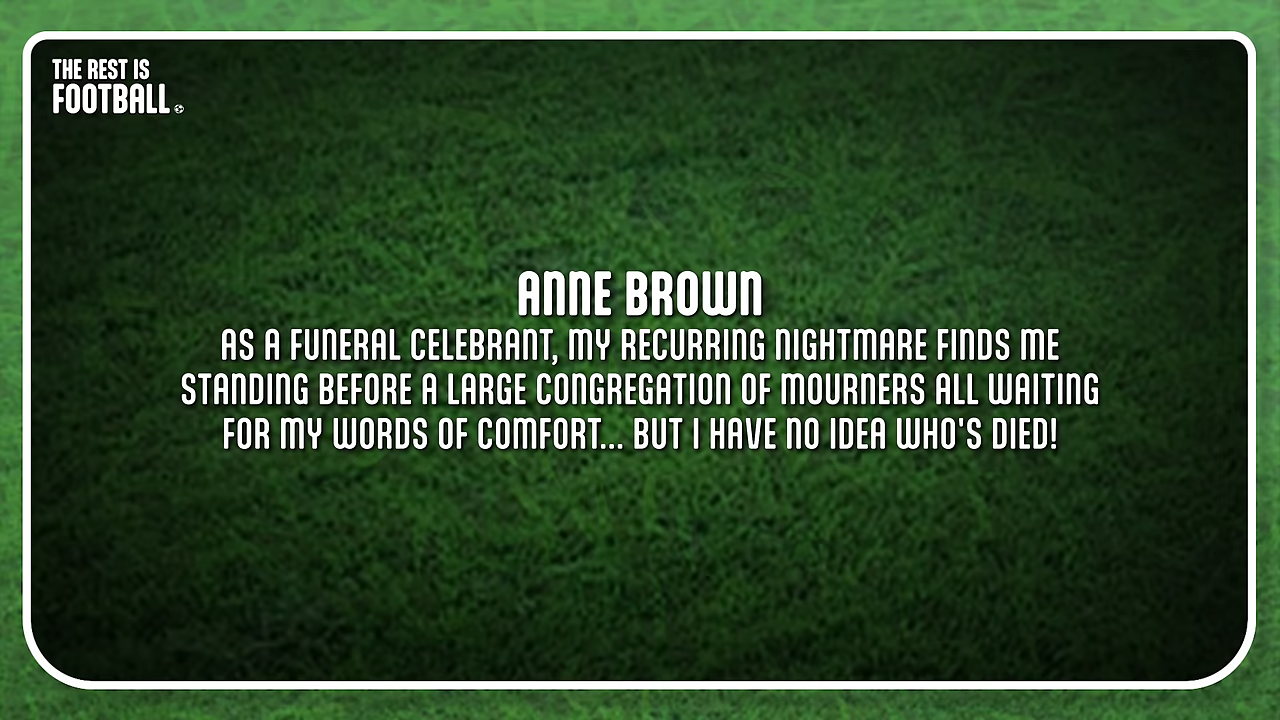 THE REST IS
FOOTBALL
ANNE BROWN
AS A FUNERAL CELEBRANT, MY RECURRING NIGHTMARE FINDS ME
STANDING BEFORE A LARGE CONGREGATION OF MOURNERS ALL WAITING
FOR MY WORDS OF COMFORT... BUT I HAVE NO IDEA WHO'S DIED!